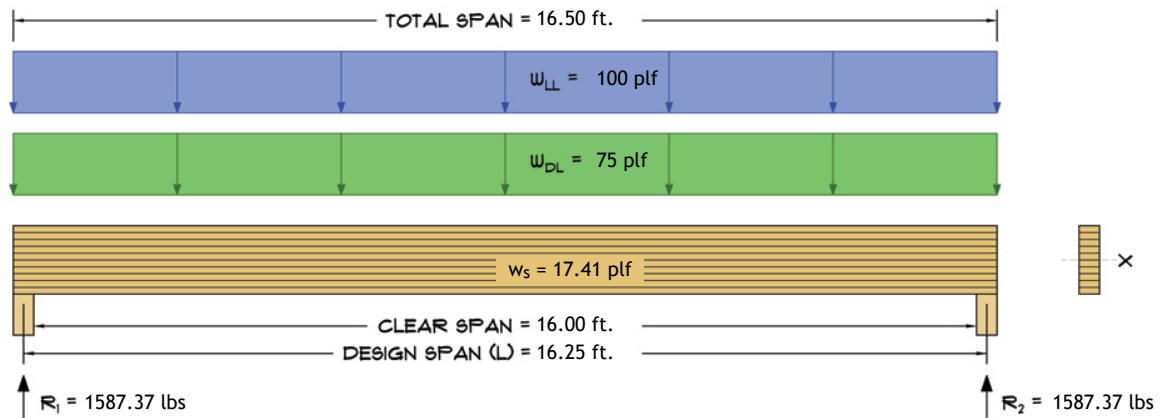 TOTAL SPAN = 16.50 ft.
wLL = 100 plf
wDL = 75 plf
ws = 17.41 plf
X
CLEAR SPAN = 16.00 ft.
DESIGN SPAN (L) = 16.25 ft.
R1 = 1587.37 lbs
R2 = 1587.37 lbs